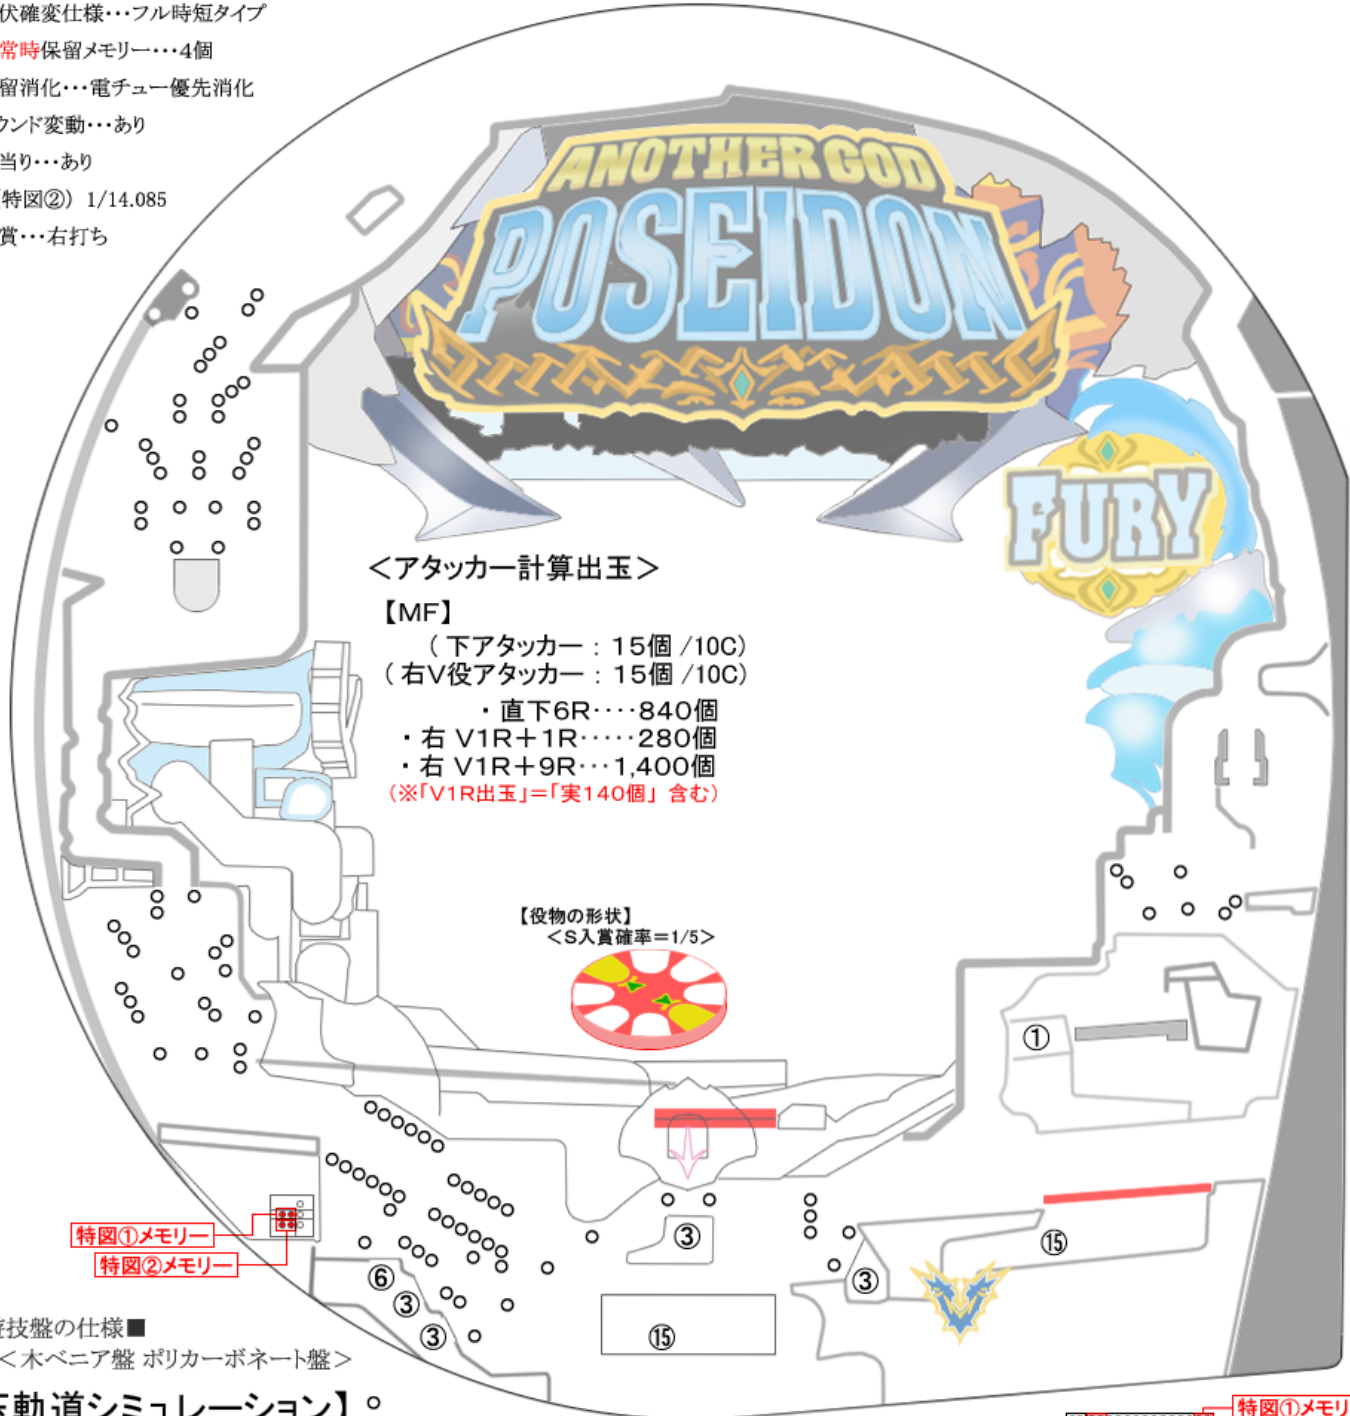 伏確変仕様･･･フル時短タイプ
常時保留メモリー･･･4個
留消化･･･電チュー優先消化
ウンド変動･･･あり
当り･･･あり
特図②） 1/14.085
賞･･･右打ち
ANOTHER GOD
POSEIDON
FURY
＜アタッカー計算出玉＞
【MF】
（ 下アタッカー : 15個 /10C）
（ 右V役アタッカー : 15個 /10C）
・直下6R････840個
・右 V1R＋1R･････280個
・右 V1R＋9R･･･1,400個
（※「V1R出玉」＝「実140個」 含む）
【役物の形状】
＜S入賞確率＝1/5＞
①
特図①メモリー
特図②メモリー
③
⑮
③
⑥
③
③
⑮
技盤の仕様■
＜木ベニア盤 ポリカーボネート盤＞
軌道シミュレーション】
特図①メモリ